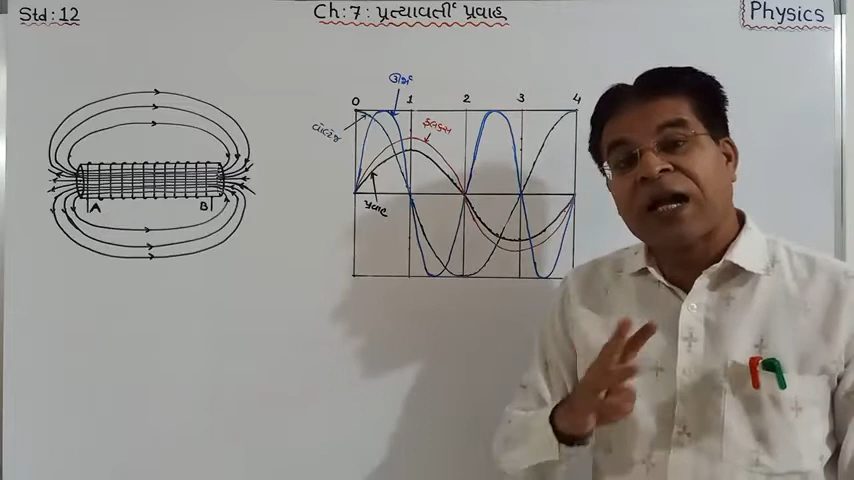 Std:12
Ch:7: પ્રત્યાવર્તી પ્રવાહ
Physics
ઊર્જા
0 1 2 3 4
વોલ્ટેજ
ફ્લક્સ
પ્રવાહ
A B